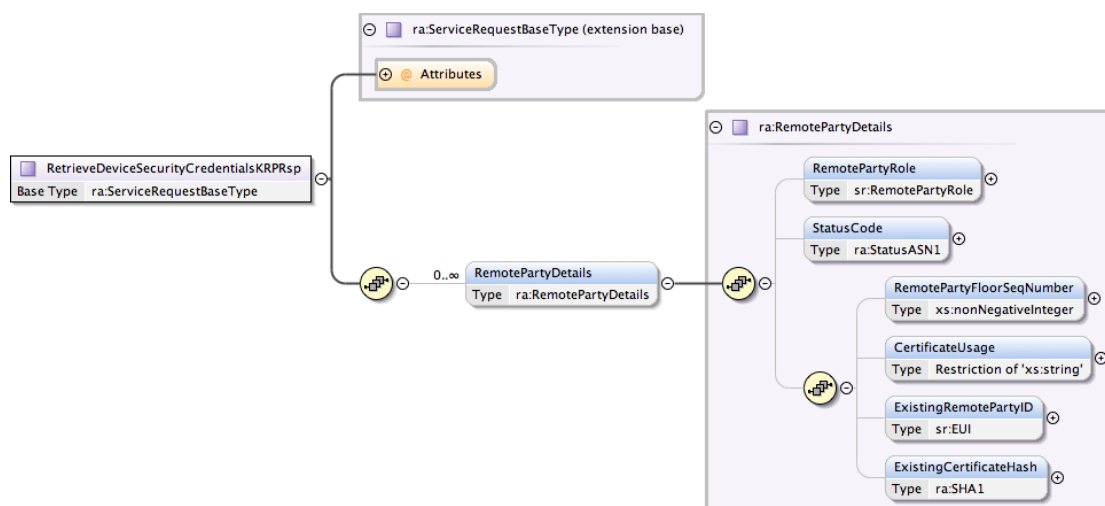 ra:ServiceRequestBaseType (extension base)
@ Attributes
RetrieveDeviceSecurityCredentialsKRPRsp
Base Type ra:ServiceRequestBaseType
0..∞
RemotePartyDetails
Type ra:RemotePartyDetails
ra:RemotePartyDetails
RemotePartyRole
Type sr:RemotePartyRole
StatusCode
Type ra:StatusASN1
RemotePartyFloorSeqNumber
Type xs:nonNegativeInteger
CertificateUsage
Type Restriction of 'xs:string'
ExistingRemotePartyID
Type sr:EUI
ExistingCertificateHash
Type ra:SHA1